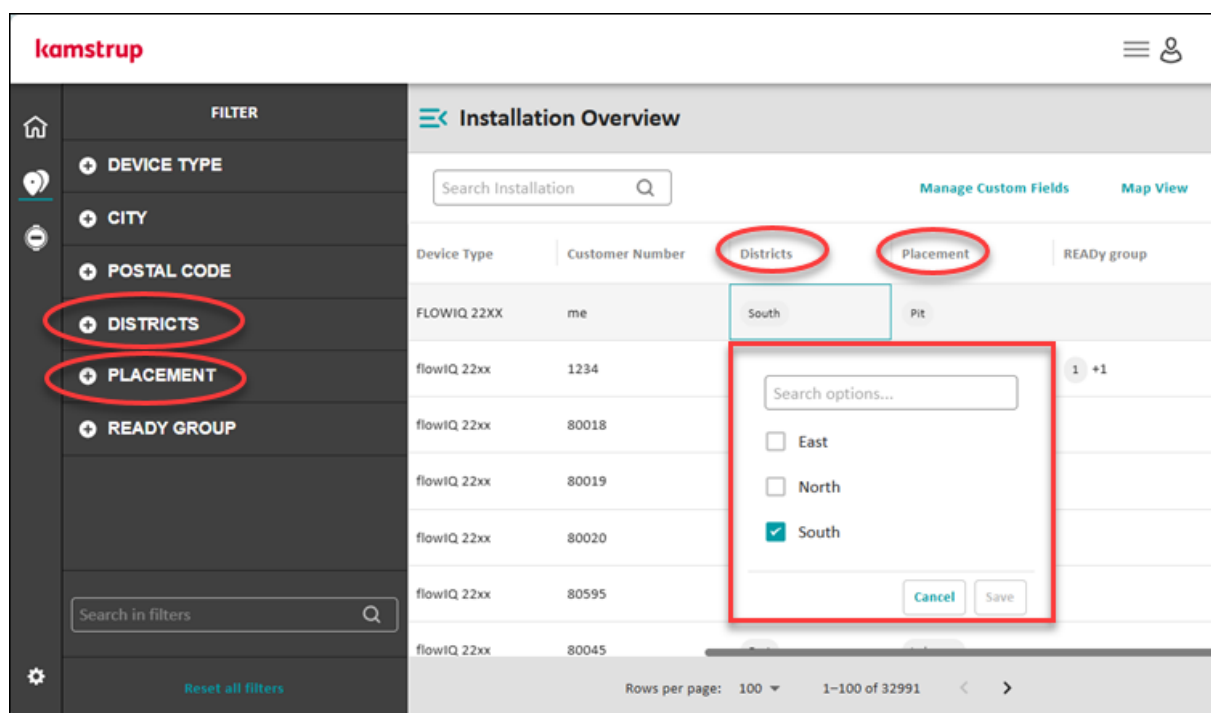 kamstrup
FILTER
DEVICE TYPE
CITY
POSTAL CODE
DISTRICTS
PLACEMENT
READY GROUP
Search in filters
Reset all filters
Installation Overview
Search Installation
Manage Custom Fields Map View
Device Type Customer Number Districts Placement READy group
FLOWIQ 22XX me South Pit
flowIQ 22xx 1234 1 +1
flowIQ 22xx 80018
flowIQ 22xx 80019
flowIQ 22xx 80020
flowIQ 22xx 80595
flowIQ 22xx 80045
Search options...
East
North
South
Cancel Save
Rows per page: 100 1–100 of 32991